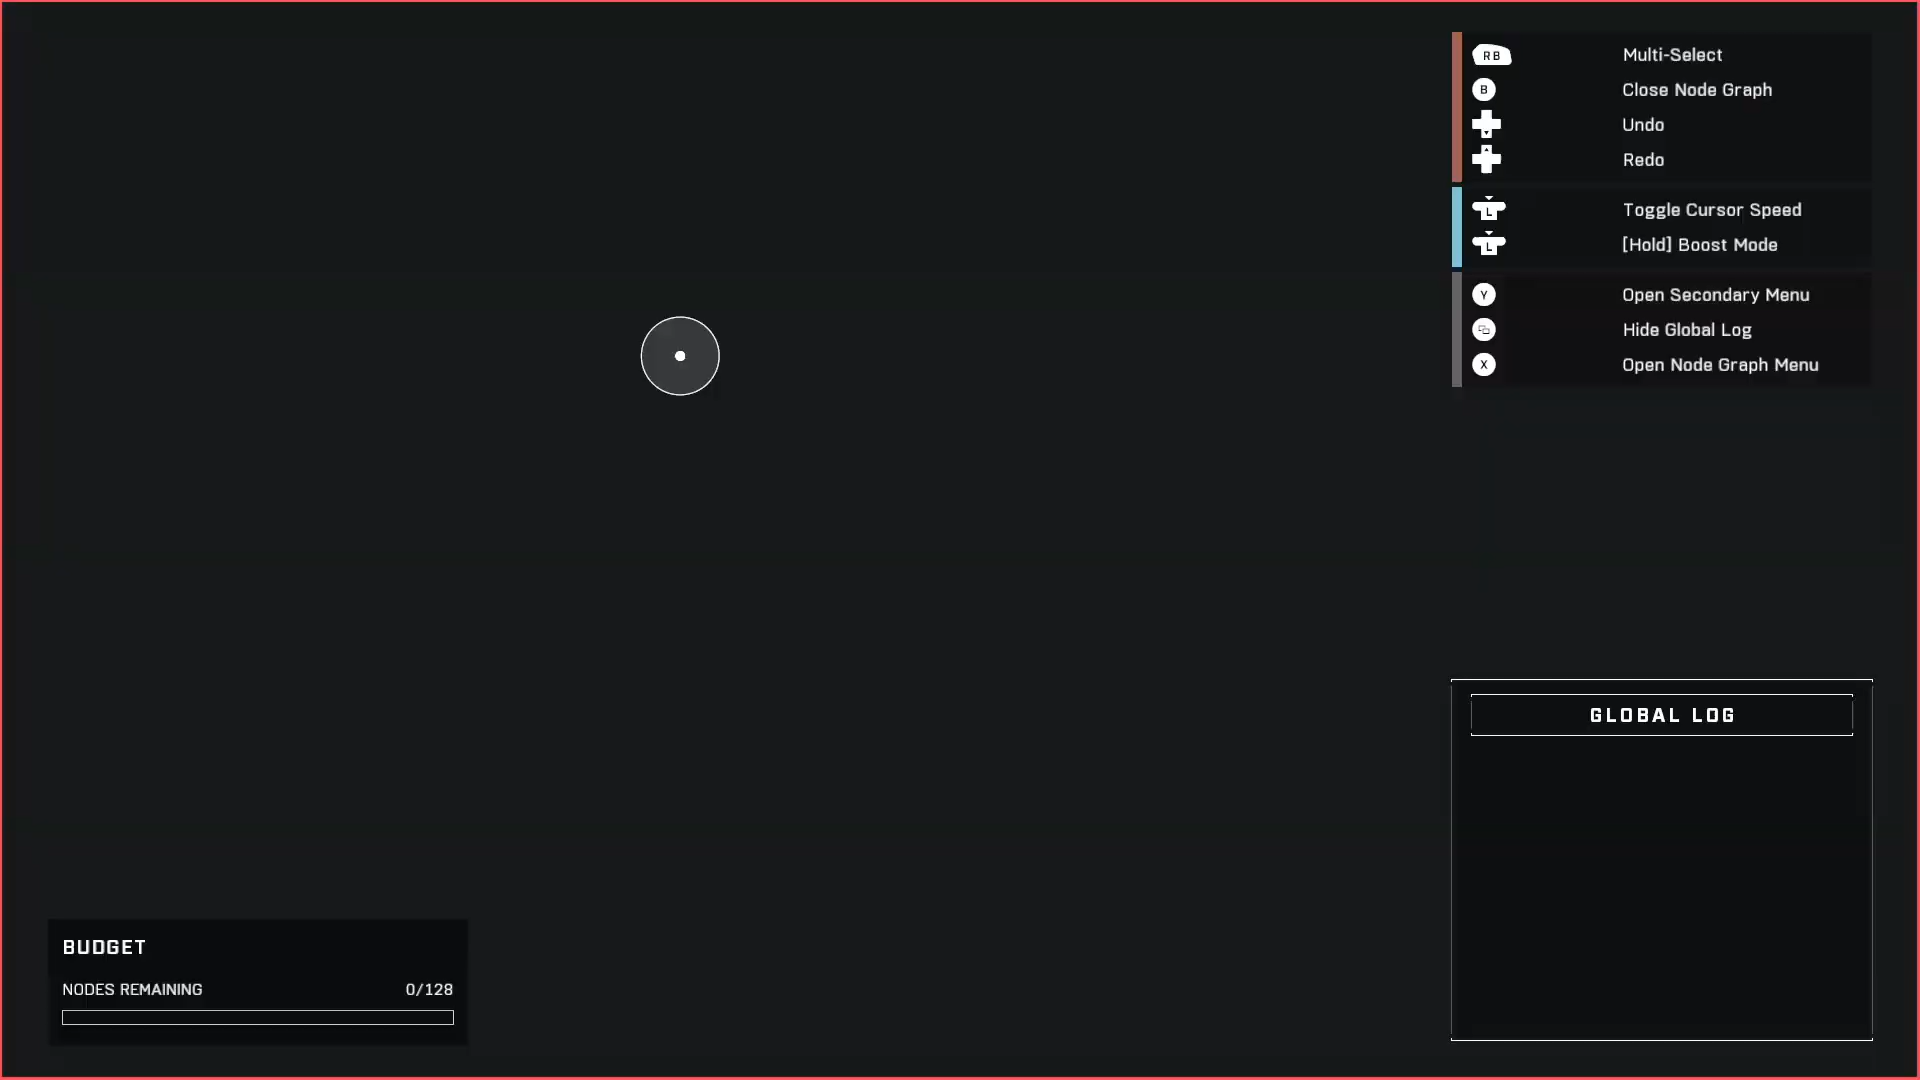 RB Multi-Select
B Close Node Graph
Undo
Redo
L Toggle Cursor Speed
L [Hold] Boost Mode
Y Open Secondary Menu
Hide Global Log
X Open Node Graph Menu
GLOBAL LOG
BUDGET
NODES REMAINING 0/128